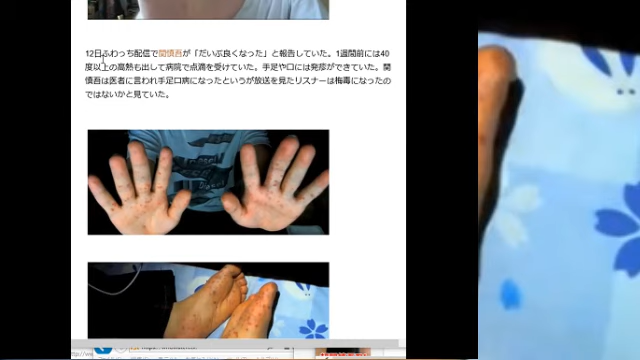 12日ふわっち配信で関慎吾が「だいぶ良くなった」と報告していた。1週間前には40
度以上の高熱も出して病院で点滴を受けていた。手足や口には発疹ができていた。関
慎吾は医者に言われ手足口病になったというが放送を見たリスナーは梅毒になったの
ではないかと見ていた。